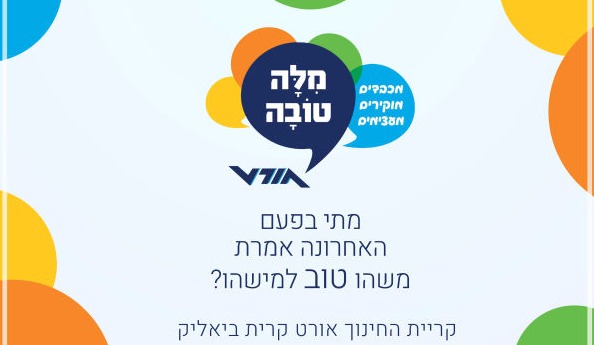 מִלָּה
טוֹבָה
מכבדים
מוקירים
מעצימים
אורט
מתי בפעם
האחרונה אמרת
משהו טוב למישהו?
קריית החינוך אורט קרית ביאליק